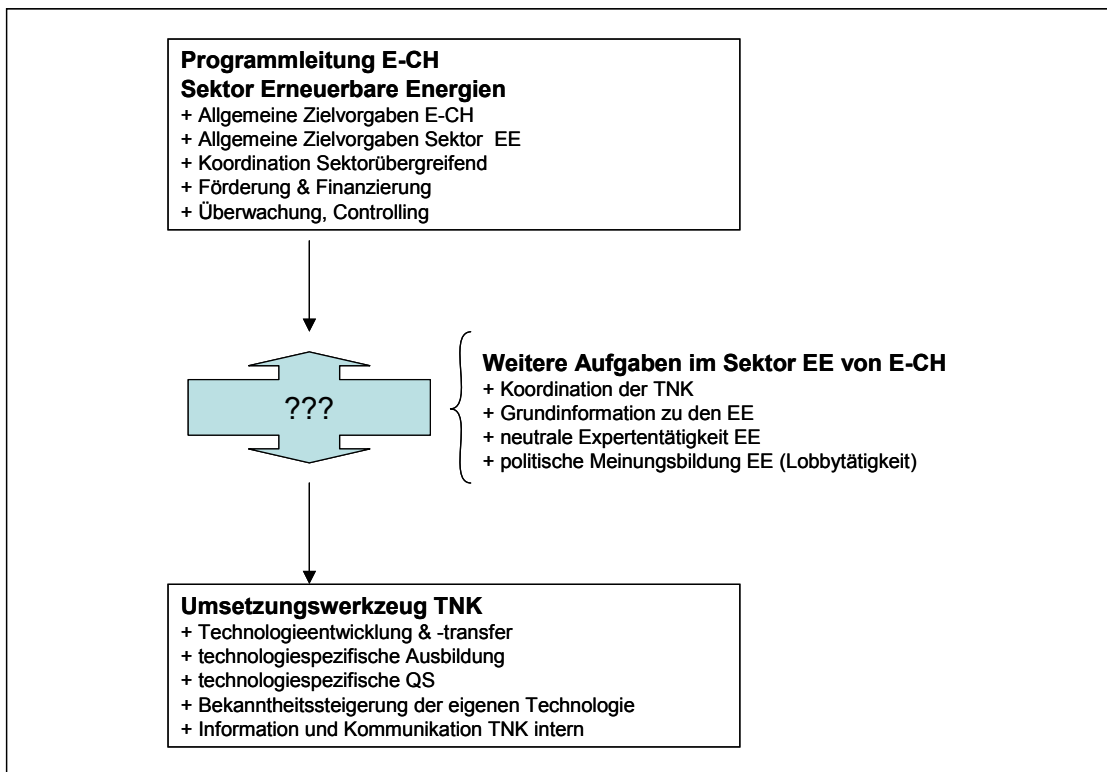 Programmleitung E-CH
Sektor Erneuerbare Energien
+ Allgemeine Zielvorgaben E-CH
+ Allgemeine Zielvorgaben Sektor EE
+ Koordination Sektorübergreifend
+ Förderung & Finanzierung
+ Überwachung, Controlling
???
Weitere Aufgaben im Sektor EE von E-CH
+ Koordination der TNK
+ Grundinformation zu den EE
+ neutrale Expertentätigkeit EE
+ politische Meinungsbildung EE (Lobbytätigkeit)
Umsetzungswerkzeug TNK
+ Technologieentwicklung & -transfer
+ technologiespezifische Ausbildung
+ technologiespezifische QS
+ Bekanntheitssteigerung der eigenen Technologie
+ Information und Kommunikation TNK intern